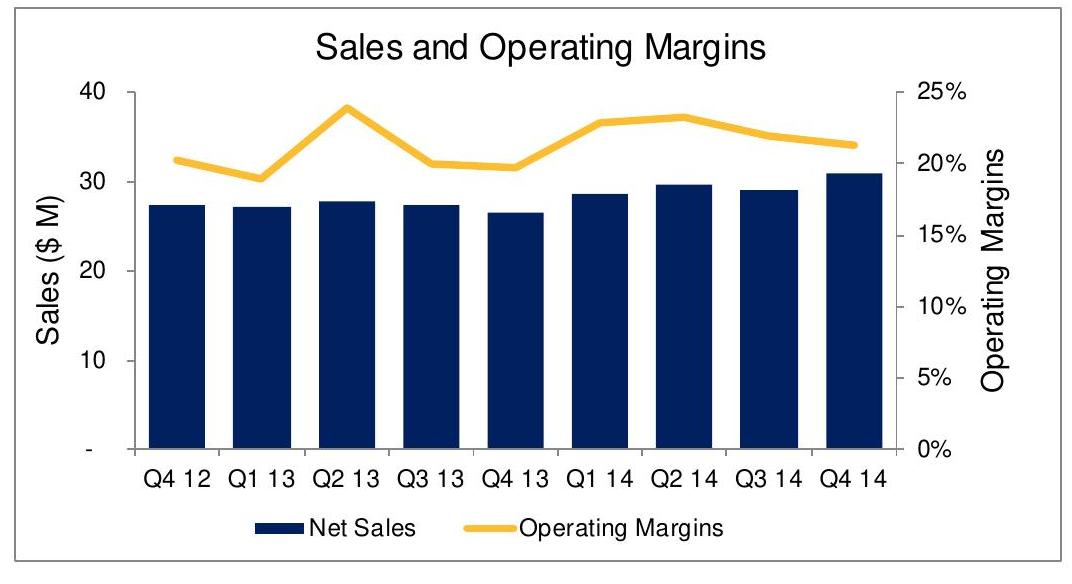 Sales and Operating Margins
40
30
20
10
-
Sales ($ M)
25%
20%
15%
10%
5%
0%
Operating Margins
Q4 12 Q1 13 Q2 13 Q3 13 Q4 13 Q1 14 Q2 14 Q3 14 Q4 14
Net Sales Operating Margins